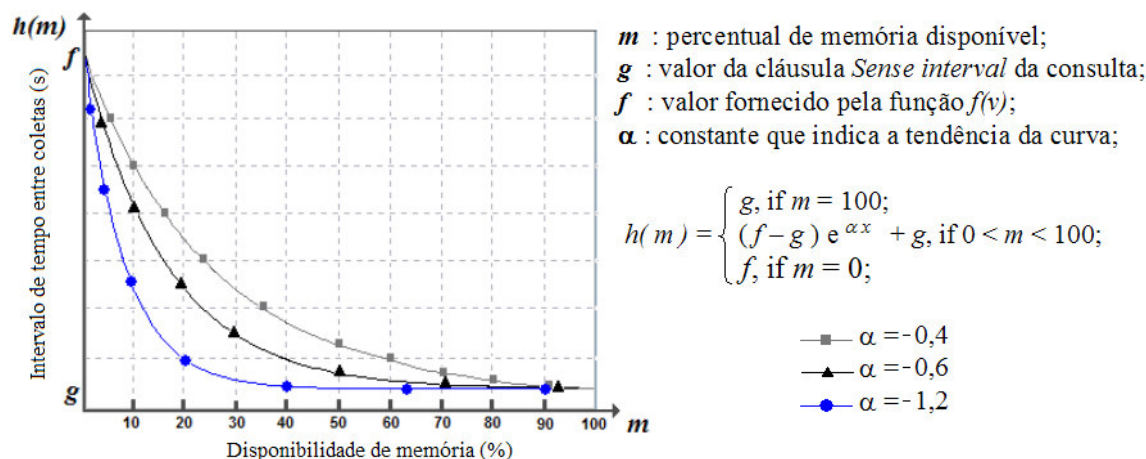 h(m)
f
g
Intervalo de tempo entre coletas (s)
10 20 30 40 50 60 70 80 90 100 m
Disponibilidade de memória (%)
m : percentual de memória disponível;
g : valor da cláusula Sense interval da consulta;
f : valor fornecido pela função f(v);
α : constante que indica a tendência da curva;
g, if m = 100;
h( m ) = { ( f – g ) e^αx + g, if 0 < m < 100;
f, if m = 0;
α = -0,4
α = -0,6
α = -1,2